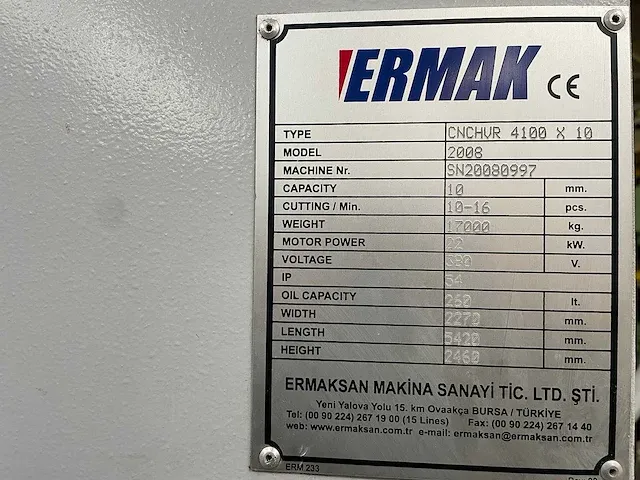 ERMAK CE
TYPE CNCHVR 4100 X 10
MODEL 2008
MACHINE Nr. SN20080997
CAPACITY 10 mm.
CUTTING / Min. 10-16 pcs.
WEIGHT 17000 kg.
MOTOR POWER kW.
VOLTAGE 380 V.
IP 54
OIL CAPACITY 260 lt.
WIDTH 2270 mm.
LENGTH 5420 mm.
HEIGHT 2460 mm.
ERMAKSAN MAKİNA SANAYİ TİC. LTD. ŞTİ.
Yeni Yalova Yolu 15. km Ovaakça BURSA / TÜRKİYE
Tel: (00 90 224) 267 19 00 (15 Lines) Fax: (00 90 224) 267 14 40
web: www.ermaksan.com.tr e-mail: ermaksan@ermaksan.com.tr
ERM 233